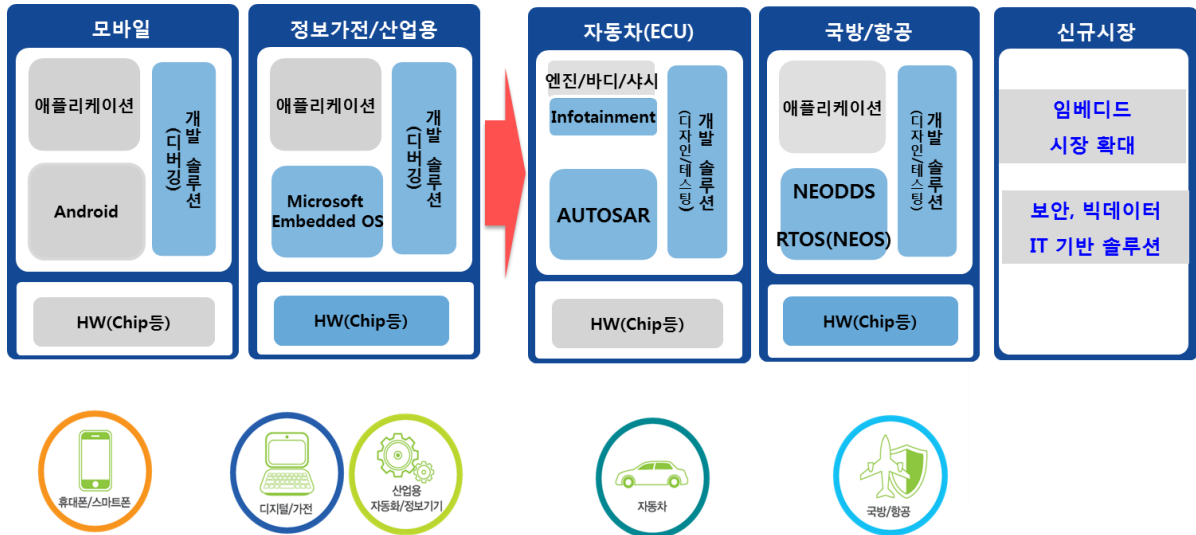 모바일
애플리케이션
개발 솔루션
(디버깅)
Android
HW(Chip등)
정보가전/산업용
애플리케이션
개발 솔루션
(디버깅)
Microsoft
Embedded OS
HW(Chip등)
자동차(ECU)
엔진/바디/샤시
Infotainment
개발 솔루션
(디자인/테스팅)
AUTOSAR
HW(Chip등)
국방/항공
애플리케이션
개발 솔루션
(디자인/테스팅)
NEODDS
RTOS(NEOS)
HW(Chip등)
신규시장
임베디드
시장 확대
보안, 빅데이터
IT 기반 솔루션
휴대폰/스마트폰
디지털/가전
산업용
자동화/정보기기
자동차
국방/항공